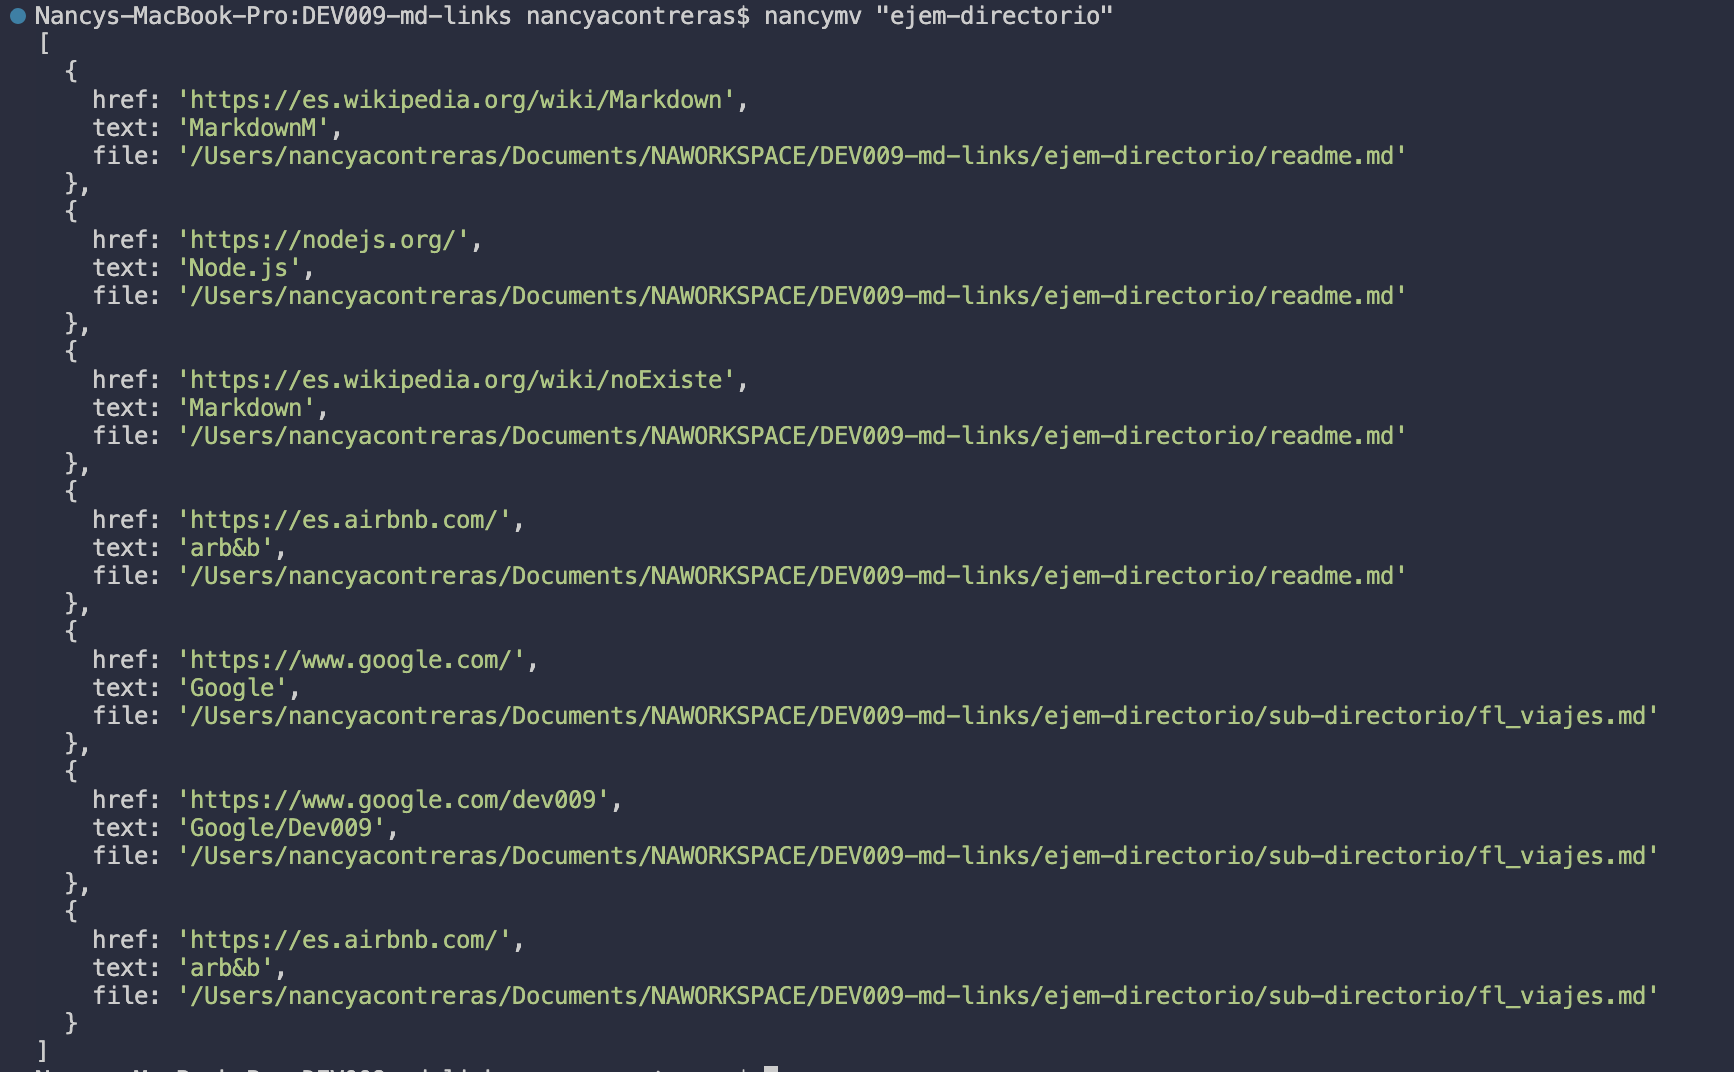 Nancys-MacBook-Pro:DEV009-md-links nancyacontreras$ nancymv "ejem-directorio"
[
  {
    href: 'https://es.wikipedia.org/wiki/Markdown',
    text: 'MarkdownM',
    file: '/Users/nancyacontreras/Documents/NAWORKSPACE/DEV009-md-links/ejem-directorio/readme.md'
  },
  {
    href: 'https://nodejs.org/',
    text: 'Node.js',
    file: '/Users/nancyacontreras/Documents/NAWORKSPACE/DEV009-md-links/ejem-directorio/readme.md'
  },
  {
    href: 'https://es.wikipedia.org/wiki/noExiste',
    text: 'Markdown',
    file: '/Users/nancyacontreras/Documents/NAWORKSPACE/DEV009-md-links/ejem-directorio/readme.md'
  },
  {
    href: 'https://es.airbnb.com/',
    text: 'arb&b',
    file: '/Users/nancyacontreras/Documents/NAWORKSPACE/DEV009-md-links/ejem-directorio/readme.md'
  },
  {
    href: 'https://www.google.com/',
    text: 'Google',
    file: '/Users/nancyacontreras/Documents/NAWORKSPACE/DEV009-md-links/ejem-directorio/sub-directorio/fl_viajes.md'
  },
  {
    href: 'https://www.google.com/dev009',
    text: 'Google/Dev009',
    file: '/Users/nancyacontreras/Documents/NAWORKSPACE/DEV009-md-links/ejem-directorio/sub-directorio/fl_viajes.md'
  },
  {
    href: 'https://es.airbnb.com/',
    text: 'arb&b',
    file: '/Users/nancyacontreras/Documents/NAWORKSPACE/DEV009-md-links/ejem-directorio/sub-directorio/fl_viajes.md'
  }
]